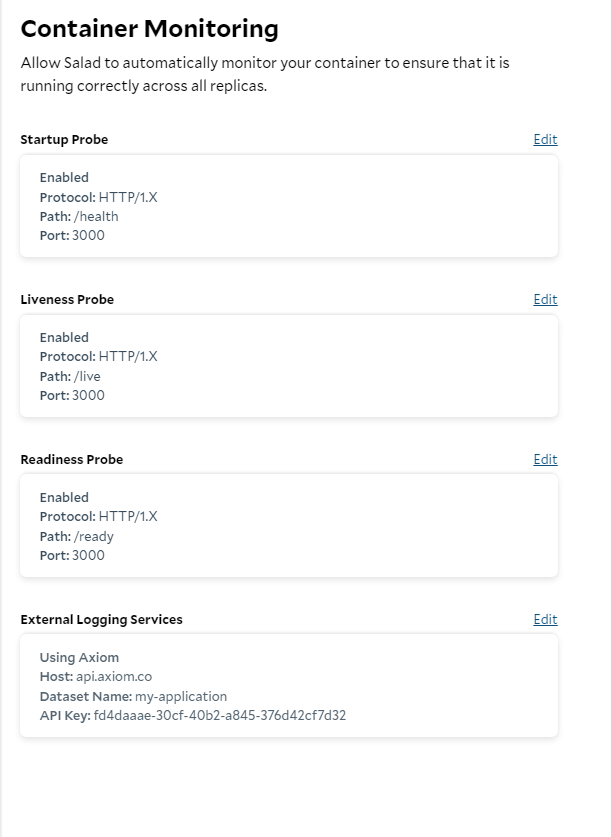 Container Monitoring
Allow Salad to automatically monitor your container to ensure that it is
running correctly across all replicas.
Startup Probe Edit
Enabled
Protocol: HTTP/1.X
Path: /health
Port: 3000
Liveness Probe Edit
Enabled
Protocol: HTTP/1.X
Path: /live
Port: 3000
Readiness Probe Edit
Enabled
Protocol: HTTP/1.X
Path: /ready
Port: 3000
External Logging Services Edit
Using Axiom
Host: api.axiom.co
Dataset Name: my-application
API Key: fd4daaae-30cf-40b2-a845-376d42cf7d32